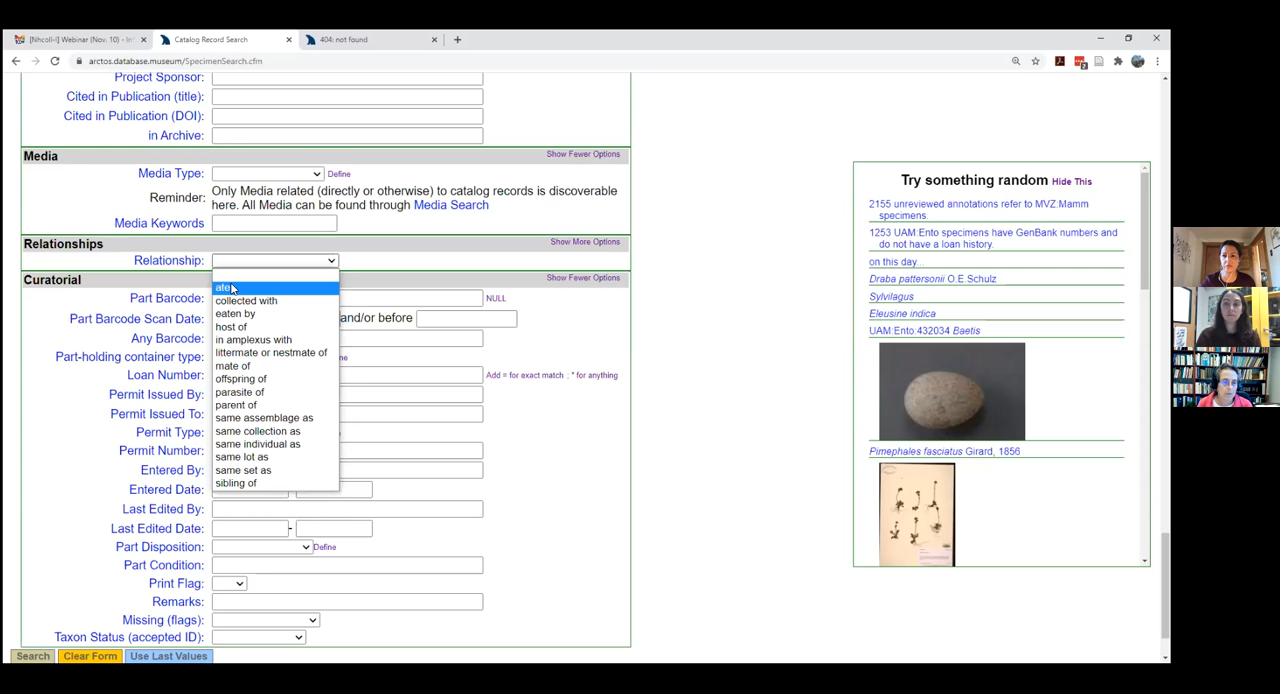 [Nhcoll-l] Webinar (Nov. 10) - In
Catalog Record Search
404: not found
arctos.database.museum/SpecimenSearch.cfm
Project Sponsor:
Cited in Publication (title):
Cited in Publication (DOI):
in Archive:
Media
Show Fewer Options
Media Type:
Define
Reminder:
Only Media related (directly or otherwise) to catalog records is discoverable
here. All Media can be found through Media Search
Media Keywords
Relationships
Show More Options
Relationship:
Curatorial
Show Fewer Options
ate
collected with
eaten by
host of
in amplexus with
littermate or nestmate of
mate of
offspring of
parasite of
parent of
same assemblage as
same collection as
same individual as
same lot as
same set as
sibling of
Part Barcode:
NULL
Part Barcode Scan Date:
and/or before
Any Barcode:
Part-holding container type:
Loan Number:
Add = for exact match ; * for anything
Permit Issued By:
Permit Issued To:
Permit Type:
Permit Number:
Entered By:
Entered Date:
Last Edited By:
Last Edited Date:
-
Part Disposition:
Define
Part Condition:
Print Flag:
Remarks:
Missing (flags):
Taxon Status (accepted ID):
Search
Clear Form
Use Last Values
Try something random Hide This
2155 unreviewed annotations refer to MVZ:Mamm
specimens.
1253 UAM:Ento specimens have GenBank numbers and
do not have a loan history.
on this day...
Draba pattersonii O.E.Schulz
Sylvilagus
Eleusine indica
UAM:Ento:432034 Baetis
Pimephales fasciatus Girard, 1856